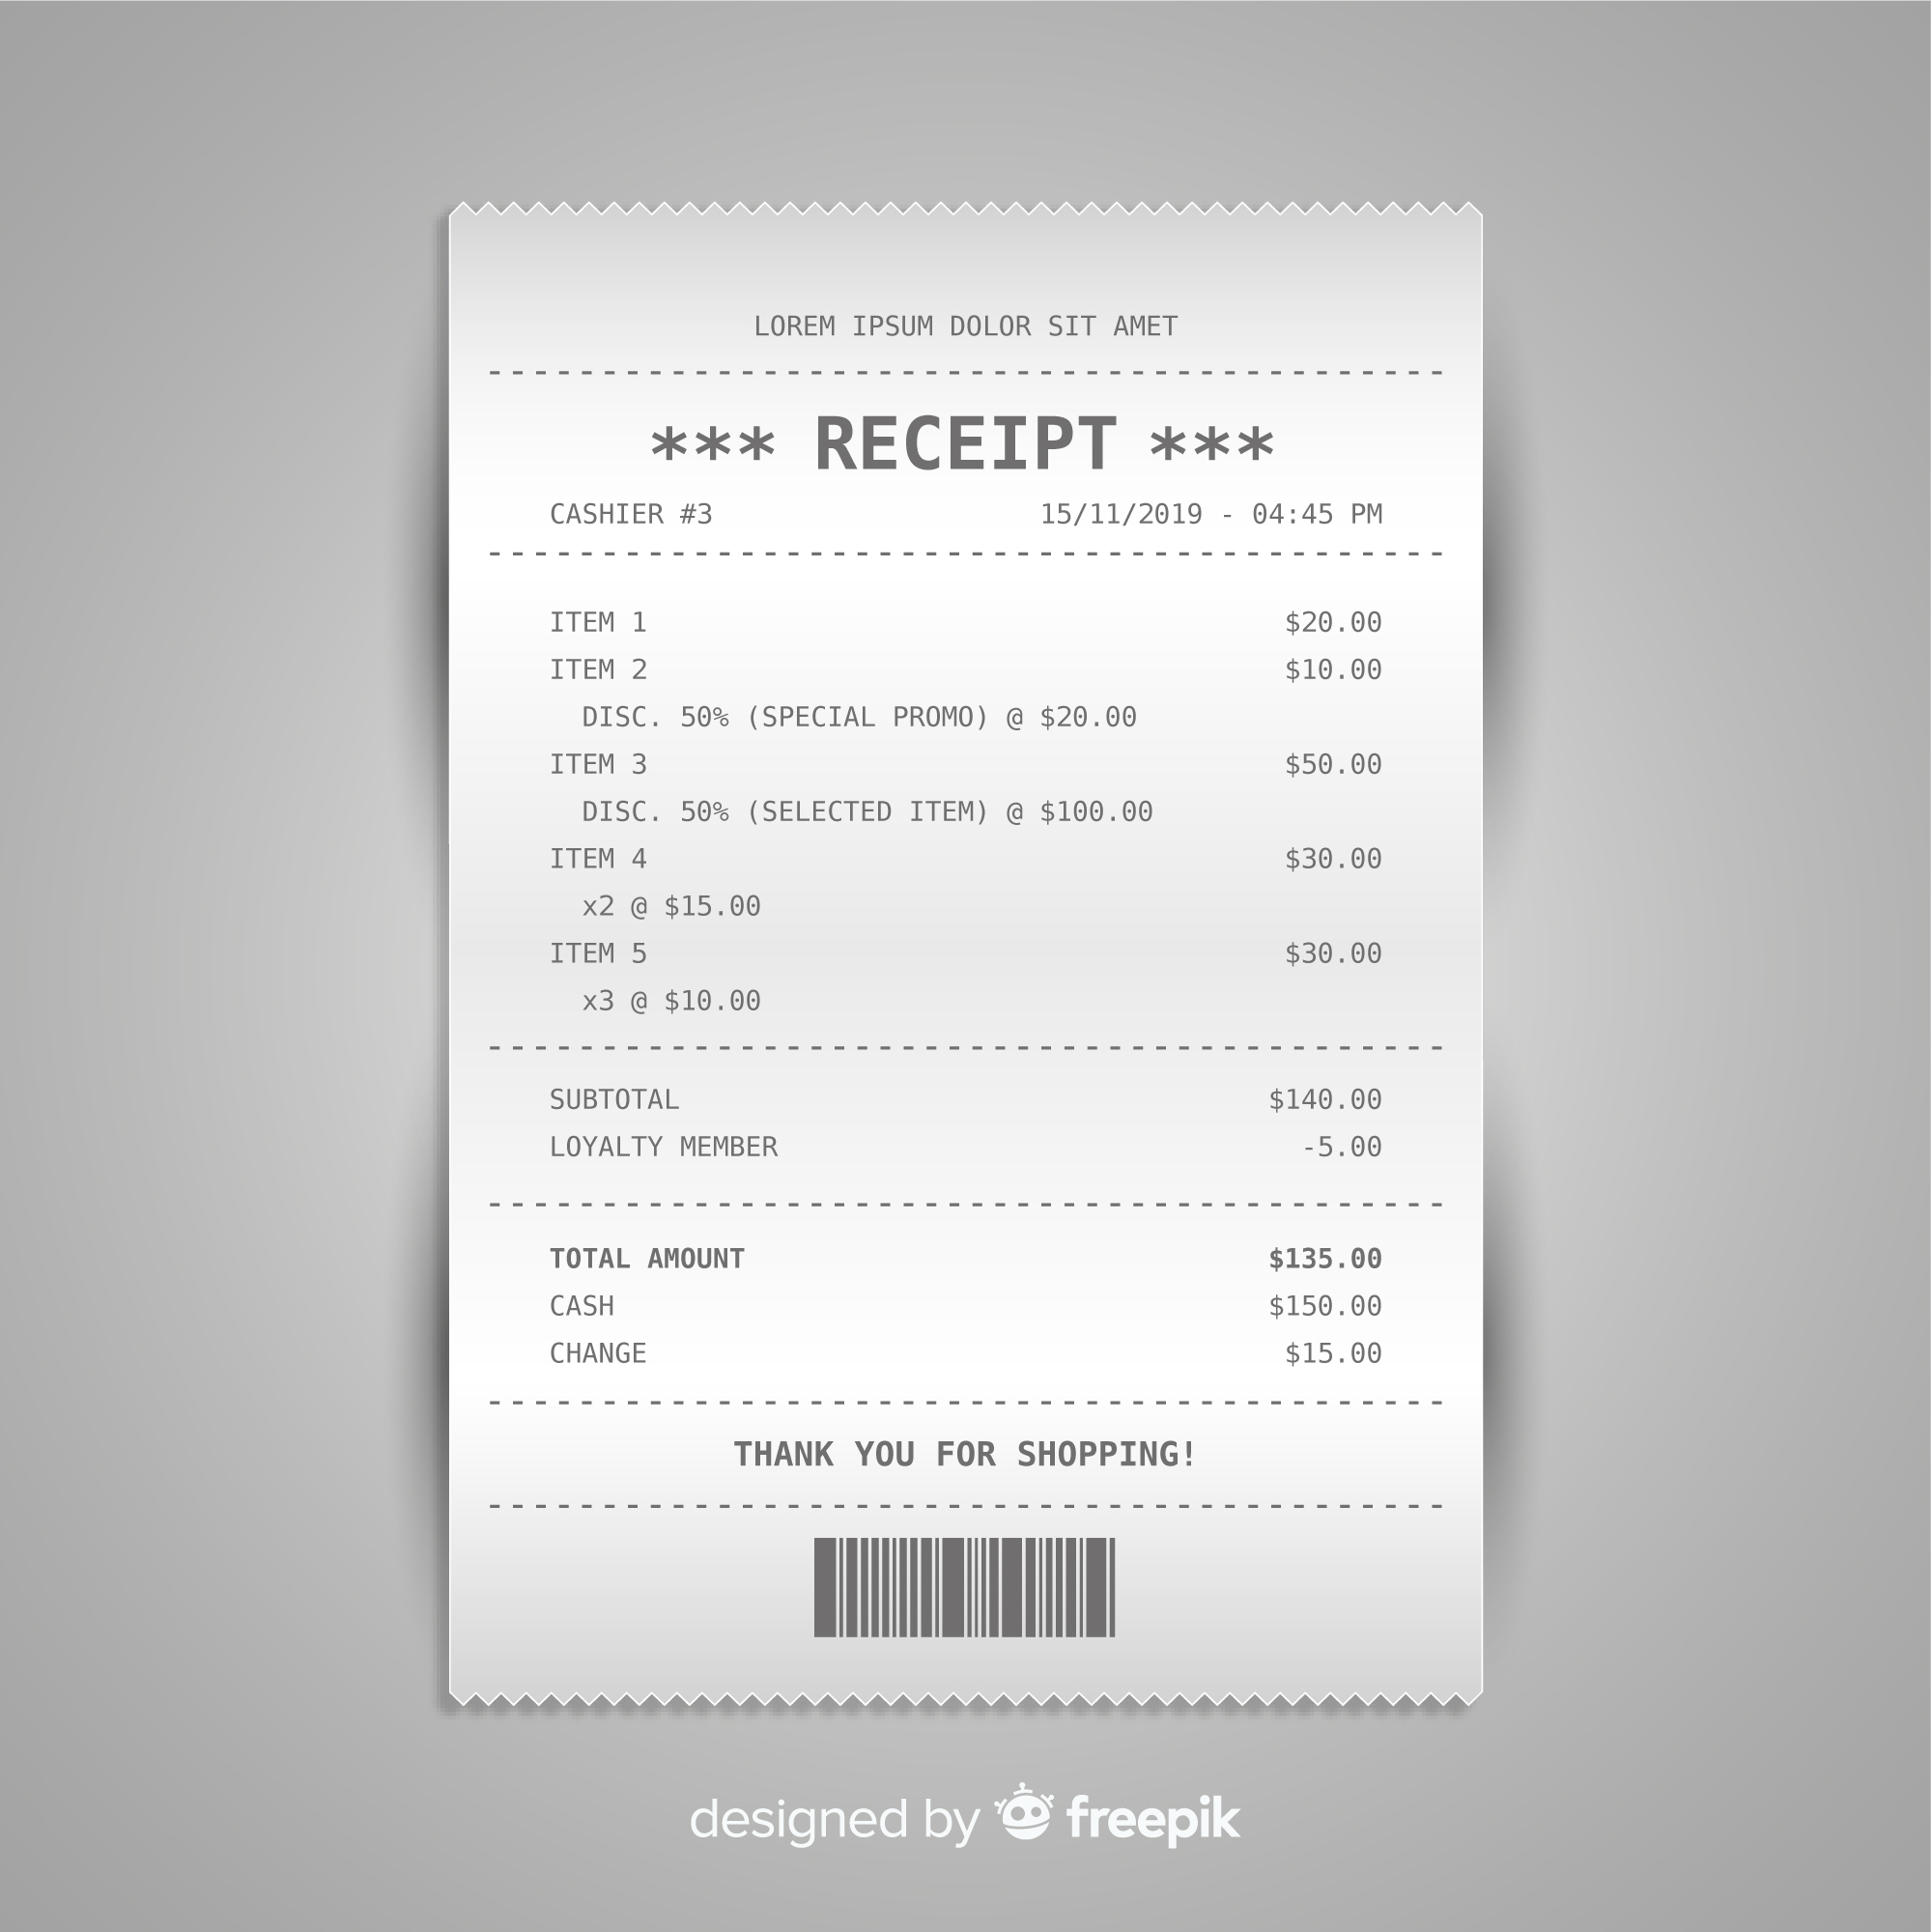 LOREM IPSUM DOLOR SIT AMET
*** RECEIPT ***
CASHIER #3 15/11/2019 - 04:45 PM
ITEM 1 $20.00
ITEM 2 $10.00
DISC. 50% (SPECIAL PROMO) @ $20.00
ITEM 3 $50.00
DISC. 50% (SELECTED ITEM) @ $100.00
ITEM 4 $30.00
x2 @ $15.00
ITEM 5 $30.00
x3 @ $10.00
SUBTOTAL $140.00
LOYALTY MEMBER -5.00
TOTAL AMOUNT $135.00
CASH $150.00
CHANGE $15.00
THANK YOU FOR SHOPPING!
designed by freepik